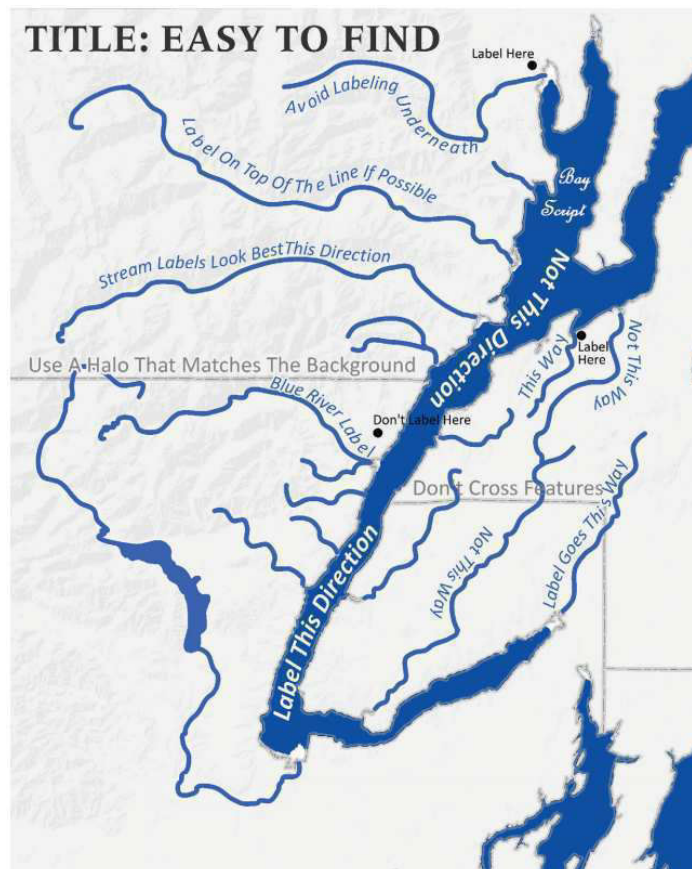 TITLE: EASY TO FIND
Label Here
Avoid Labeling
Underneath
Label On Top Of The Line If Possible
Bay
Script
Stream Labels Look Best This Direction
Not This Direction
Not This Way
This Way
Label
Here
Use A Halo That Matches The Background
Blue River Label
Don't Label Here
Don't Cross Features
Label Goes This Way
Not This Way
Label This Direction